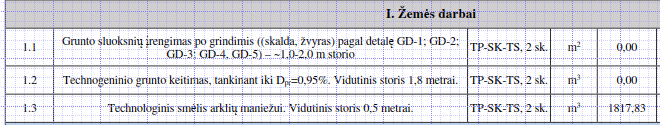 I. Žemės darbai
1.1 Grunto sluoksnių įrengimas po grindimis ((skalda, žvyras) pagal detalę GD-1; GD-2; GD-3; GD-4, GD-5) – ~1,0-2,0 m storio TP-SK-TS, 2 sk. m² 0,00
1.2 Technogeninio grunto keitimas, tankinant iki Dpr=0,95%. Vidutinis storis 1,8 metrai. TP-SK-TS, 2 sk. m³ 0,00
1.3 Technologinis smėlis arklių maniežui. Vidutinis storis 0,5 metrai. TP-SK-TS, 2 sk. m³ 1817,83